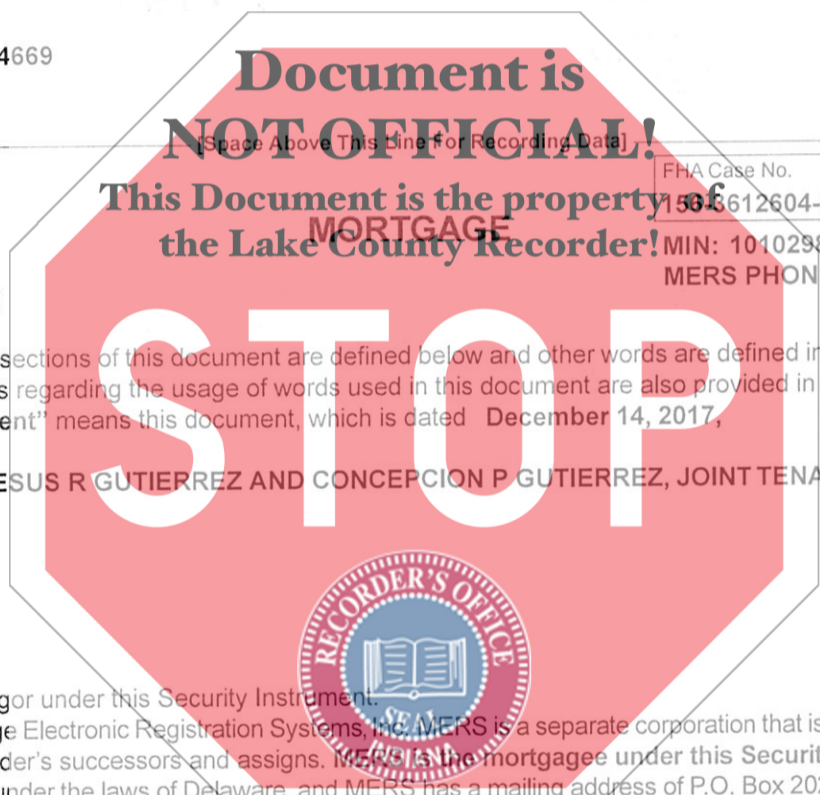 4669
Document is
NOT OFFICIAL!
[Space Above This Line For Recording Data]
FHA Case No.
This Document is the property of
156-3612604-
MORTGAGE
the Lake County Recorder!
MIN: 1010298
MERS PHON
STOP
sections of this document are defined below and other words are defined in
s regarding the usage of words used in this document are also provided in
ent” means this document, which is dated December 14, 2017,
ESUS R GUTIERREZ AND CONCEPCION P GUTIERREZ, JOINT TENA
RECORDER'S OFFICE
SEAL
INDIANA
gor under this Security Instrument.
ge Electronic Registration Systems, Inc. MERS is a separate corporation that is
der’s successors and assigns. MERS is the mortgagee under this Securit
under the laws of Delaware, and MERS has a mailing address of P.O. Box 202